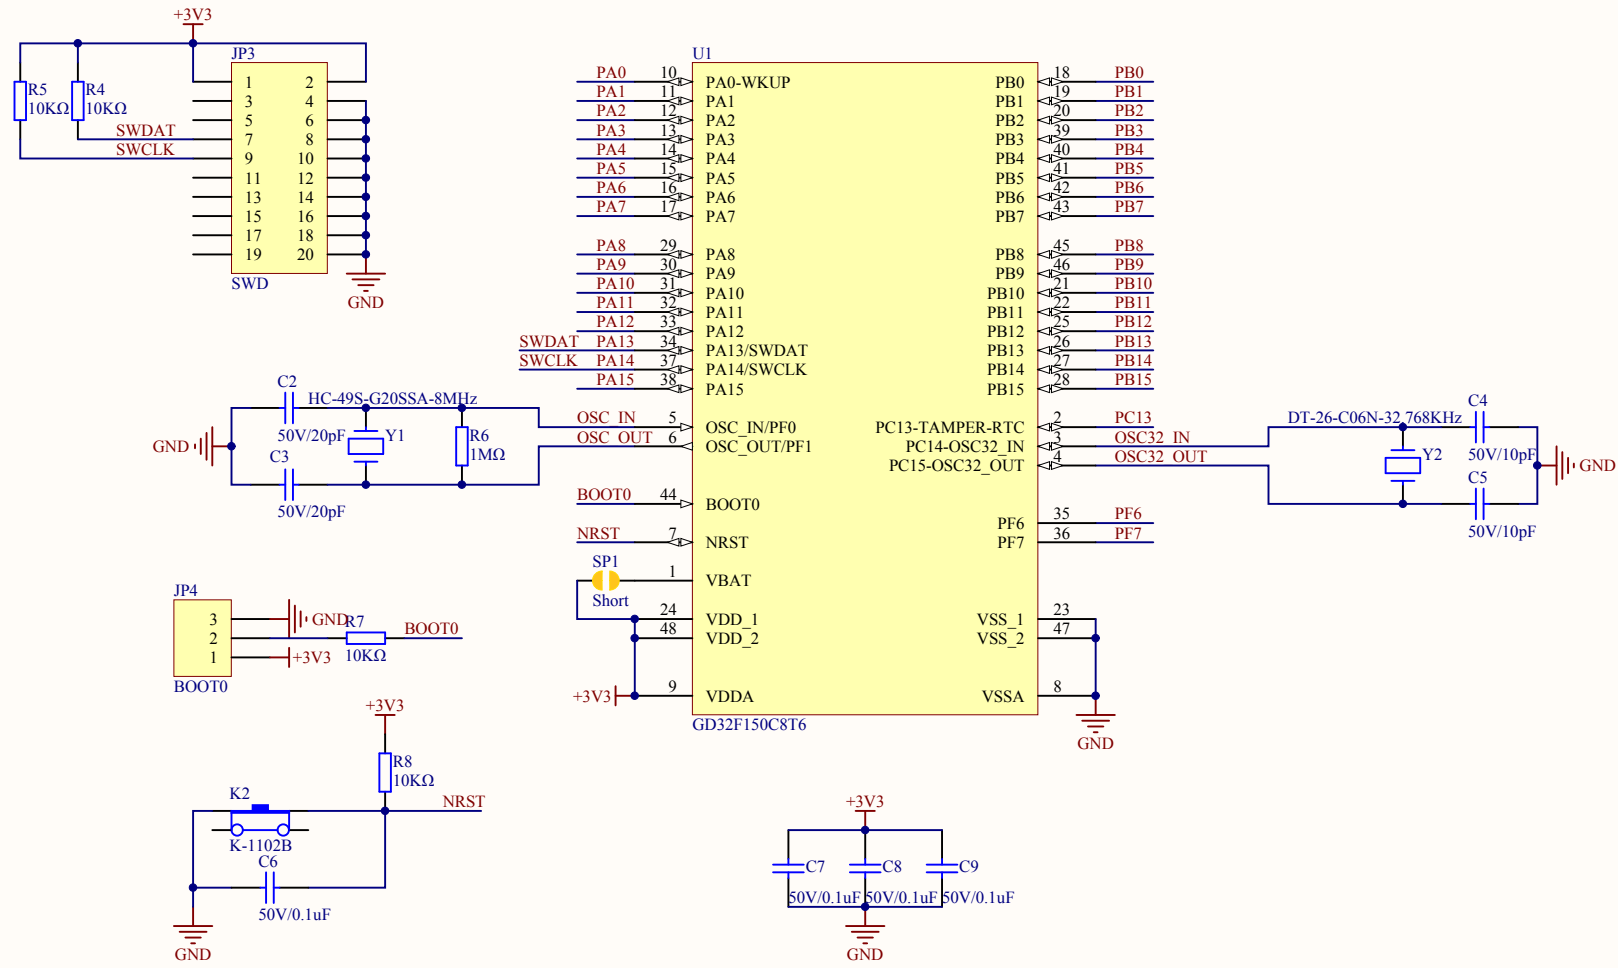 +3V3
JP3
R5
10KΩ
R4
10KΩ
SWDAT
SWCLK
1 2
3 4
5 6
7 8
9 10
11 12
13 14
15 16
17 18
19 20
SWD
GND
U1
PA0 10 PA0-WKUP PB0 18 PB0
PA1 11 PA1 PB1 19 PB1
PA2 12 PA2 PB2 20 PB2
PA3 13 PA3 PB3 39 PB3
PA4 14 PA4 PB4 40 PB4
PA5 15 PA5 PB5 41 PB5
PA6 16 PA6 PB6 42 PB6
PA7 17 PA7 PB7 43 PB7
PA8 29 PA8 PB8 45 PB8
PA9 30 PA9 PB9 46 PB9
PA10 31 PA10 PB10 21 PB10
PA11 32 PA11 PB11 22 PB11
PA12 33 PA12 PB12 25 PB12
SWDAT PA13 34 PA13/SWDAT PB13 26 PB13
SWCLK PA14 37 PA14/SWCLK PB14 27 PB14
PA15 38 PA15 PB15 28 PB15
OSC_IN 5 OSC_IN/PF0 PC13-TAMPER-RTC 2 PC13
OSC_OUT 6 OSC_OUT/PF1 PC14-OSC32_IN 3 OSC32_IN
PC15-OSC32_OUT 4 OSC32_OUT
BOOT0 44 BOOT0
PF6 35 PF6
NRST 7 NRST PF7 36 PF7
SP1
Short
1 VBAT
24 VDD_1 VSS_1 23
48 VDD_2 VSS_2 47
+3V3 9 VDDA VSSA 8
GD32F150C8T6
GND
C2
HC-49S-G20SSA-8MHz
50V/20pF
Y1
R6
1MΩ
GND
C3
50V/20pF
DT-26-C06N-32.768KHz
C4
50V/10pF
Y2
GND
C5
50V/10pF
JP4
3 GND
2 R7 BOOT0
10KΩ
1 +3V3
BOOT0
+3V3
R8
10KΩ
K2
NRST
K-1102B
C6
50V/0.1uF
GND
+3V3
C7 C8 C9
50V/0.1uF 50V/0.1uF 50V/0.1uF
GND